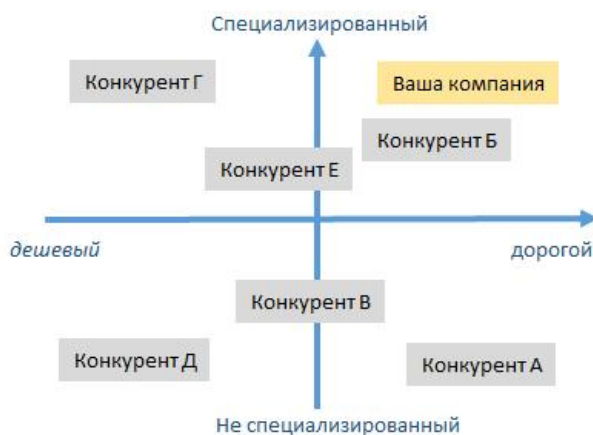 Специализированный
Конкурент Г
Ваша компания
Конкурент Б
Конкурент Е
дешевый
дорогой
Конкурент В
Конкурент Д
Конкурент А
Не специализированный